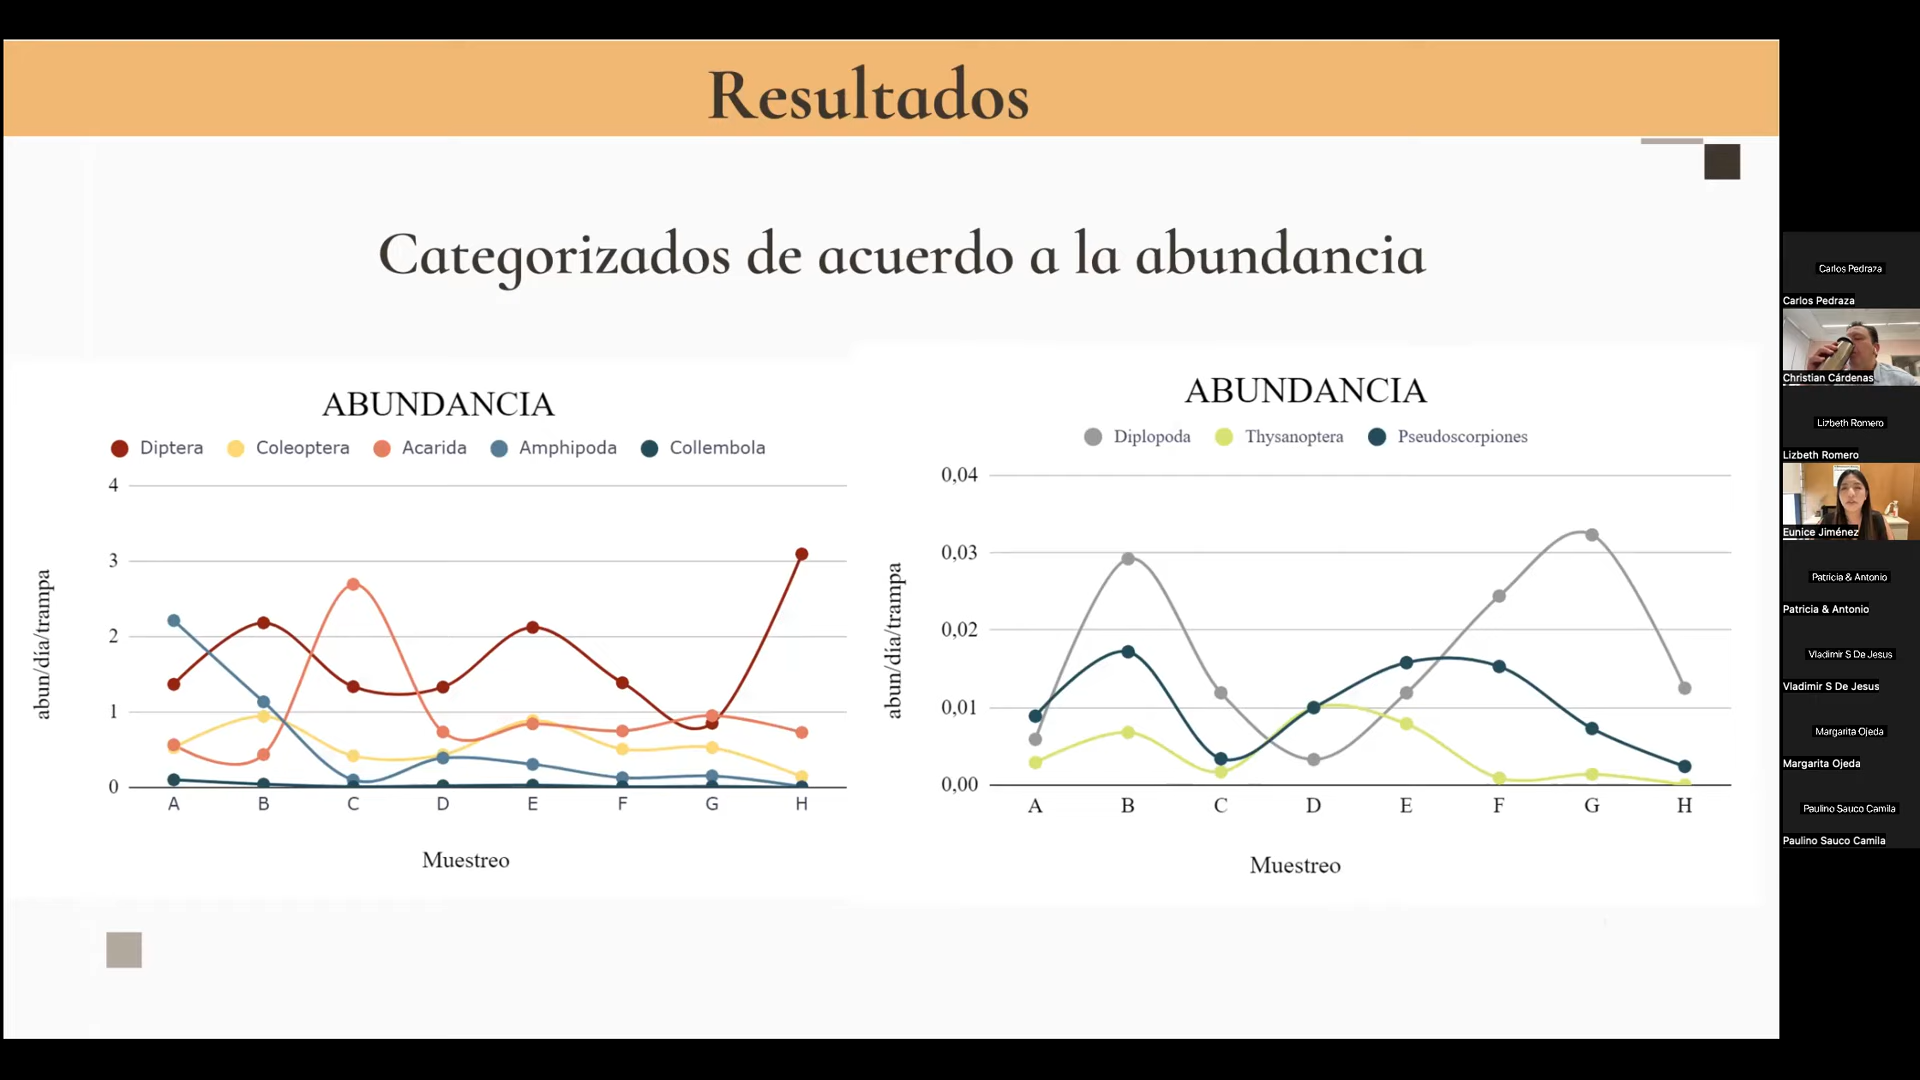 Resultados
Categorizados de acuerdo a la abundancia
ABUNDANCIA
Diptera Coleoptera Acarida Amphipoda Collembola
4
3
2
1
0
abun/día/trampa
A B C D E F G H
Muestreo
ABUNDANCIA
Diplopoda Thysanoptera Pseudoscorpiones
0,04
0,03
0,02
0,01
0,00
abun/día/trampa
A B C D E F G H
Muestreo
Carlos Pedraza
Carlos Pedraza
Christian Cárdenas
Lizbeth Romero
Lizbeth Romero
Eunice Jiménez
Patricia & Antonio
Patricia & Antonio
Vladimir S De Jesus
Vladimir S De Jesus
Margarita Ojeda
Margarita Ojeda
Paulino Sauco Camila
Paulino Sauco Camila